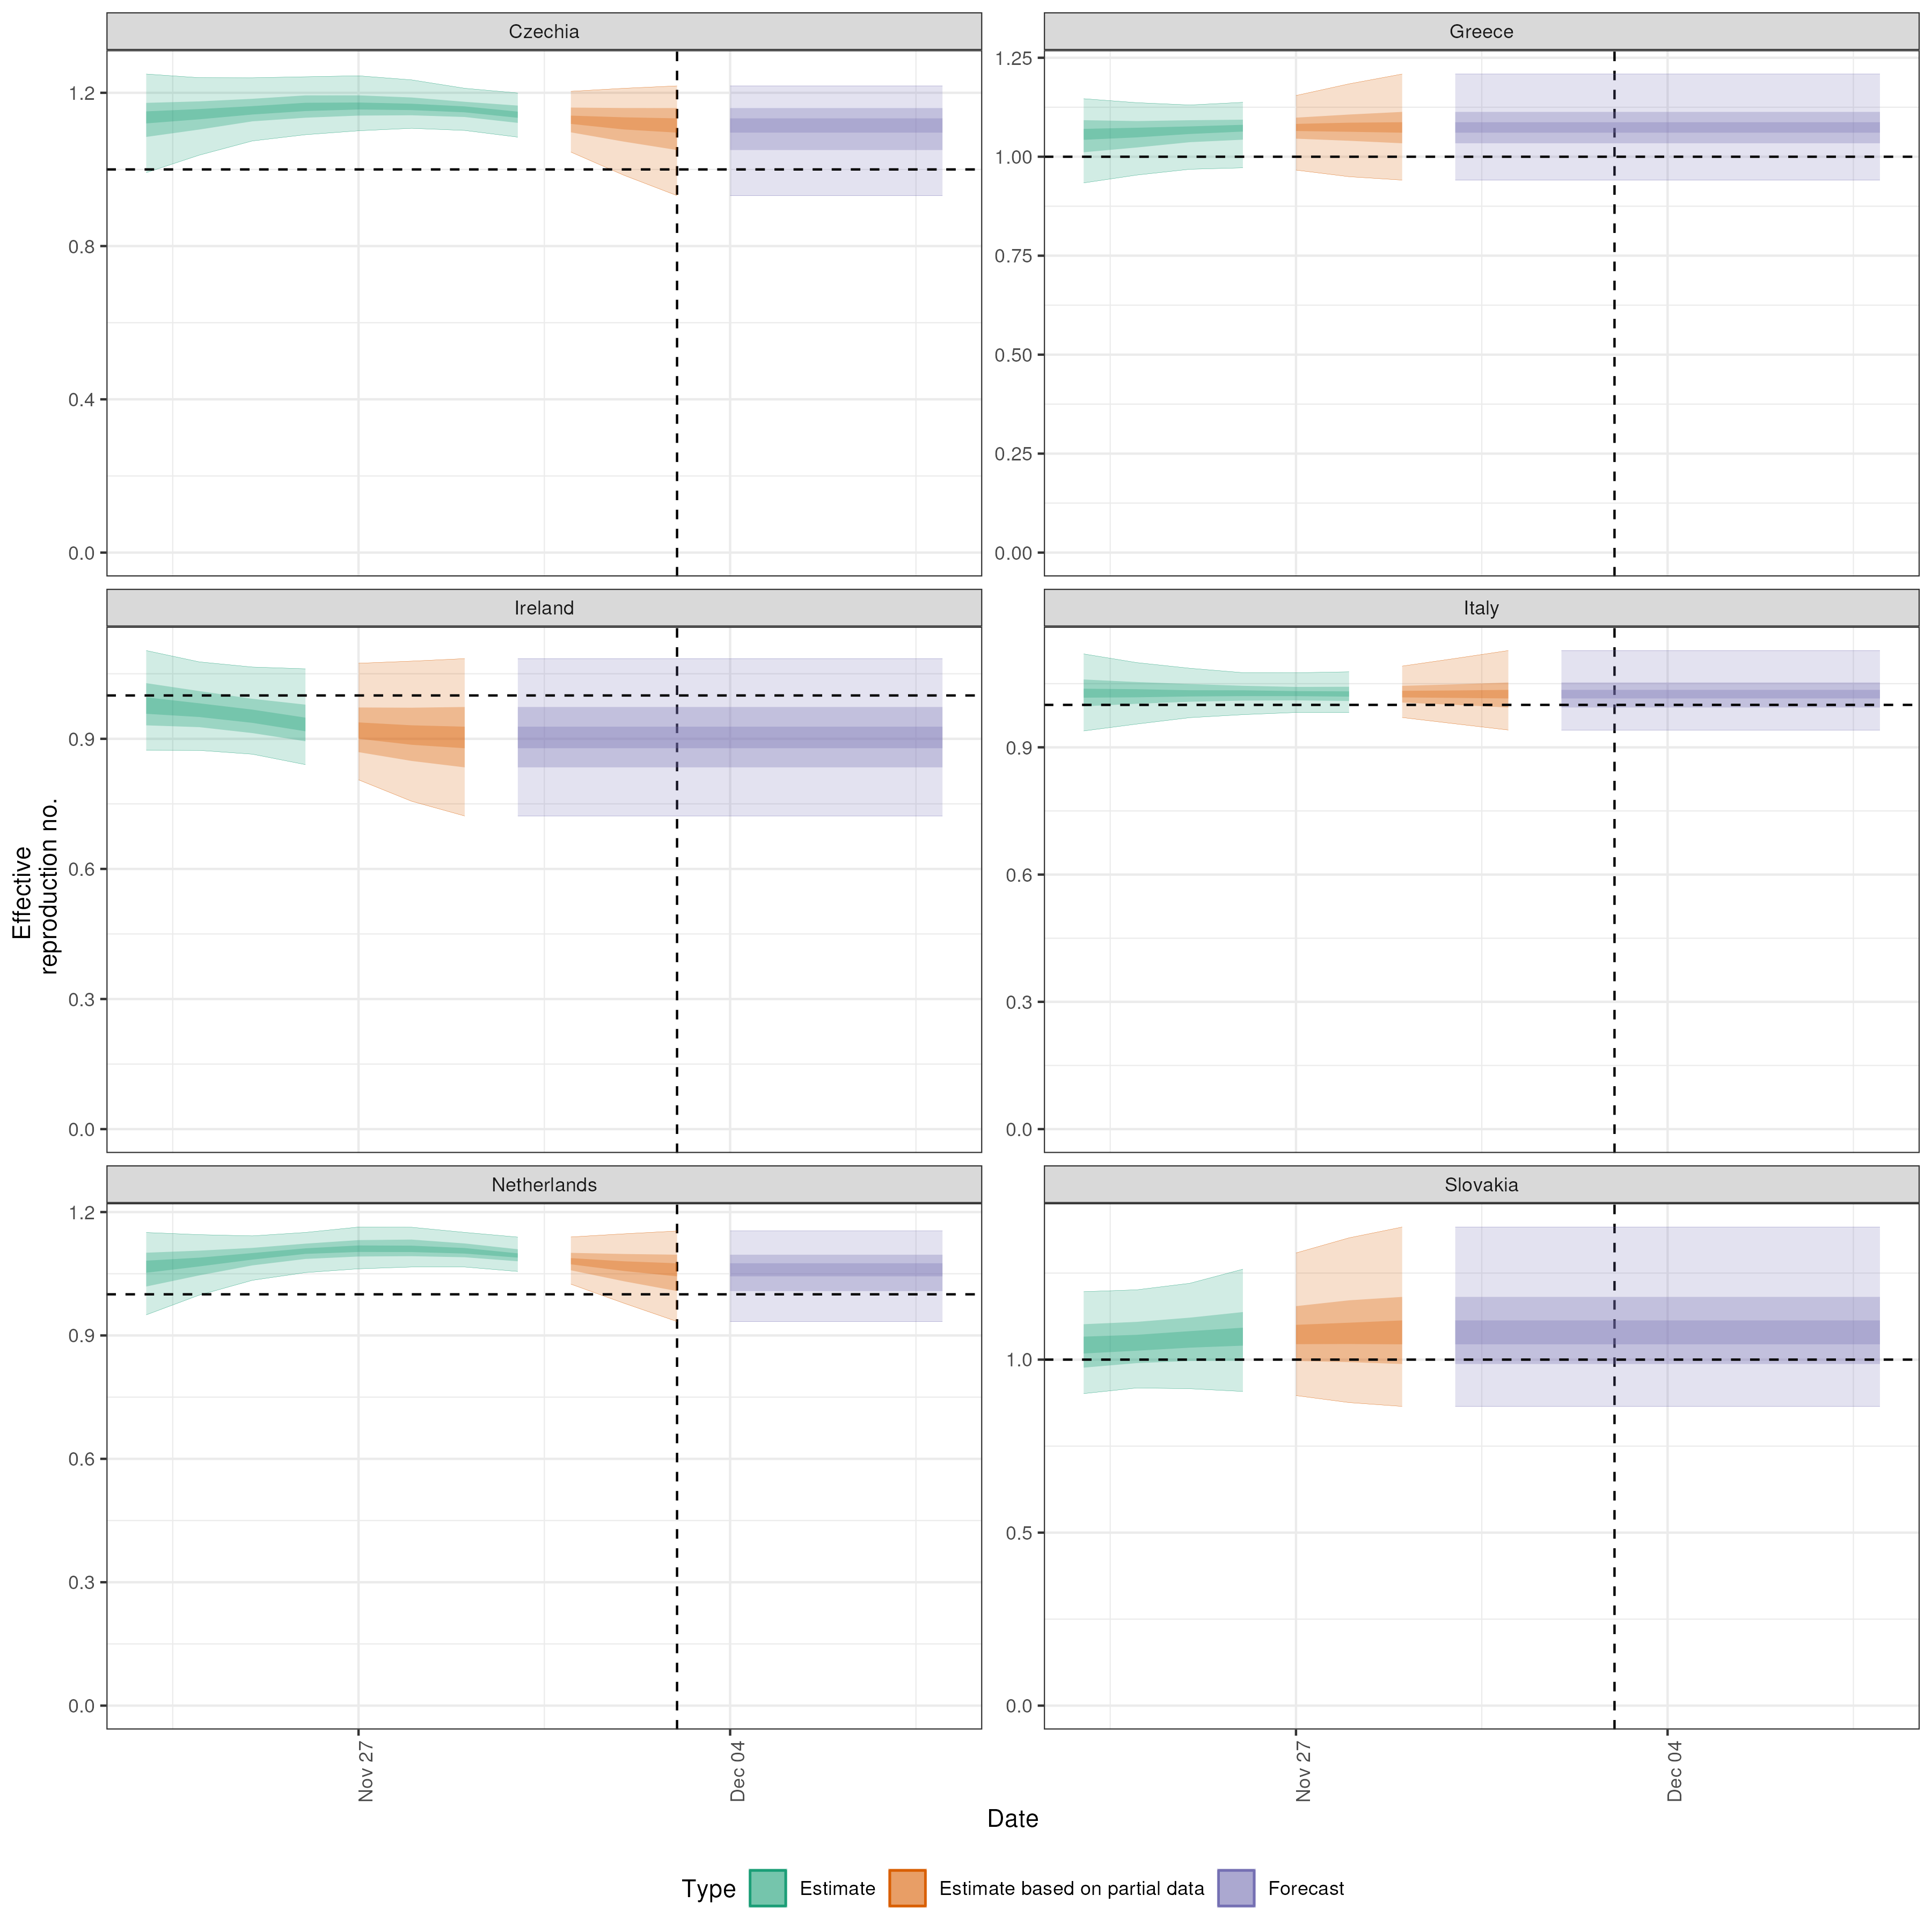 Czechia
Greece
1.2
0.8
0.4
0.0
1.25
1.00
0.75
0.50
0.25
0.00
Ireland
Italy
0.9
0.6
0.3
0.0
0.9
0.6
0.3
0.0
Effective
reproduction no.
Netherlands
Slovakia
1.2
0.9
0.6
0.3
0.0
1.0
0.5
0.0
Nov 27
Dec 04
Nov 27
Dec 04
Date
Type
Estimate
Estimate based on partial data
Forecast